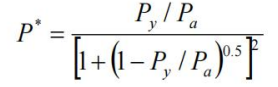 P* = (P_y / P_a) / [1 + (1 − P_y / P_a)^0.5]^2